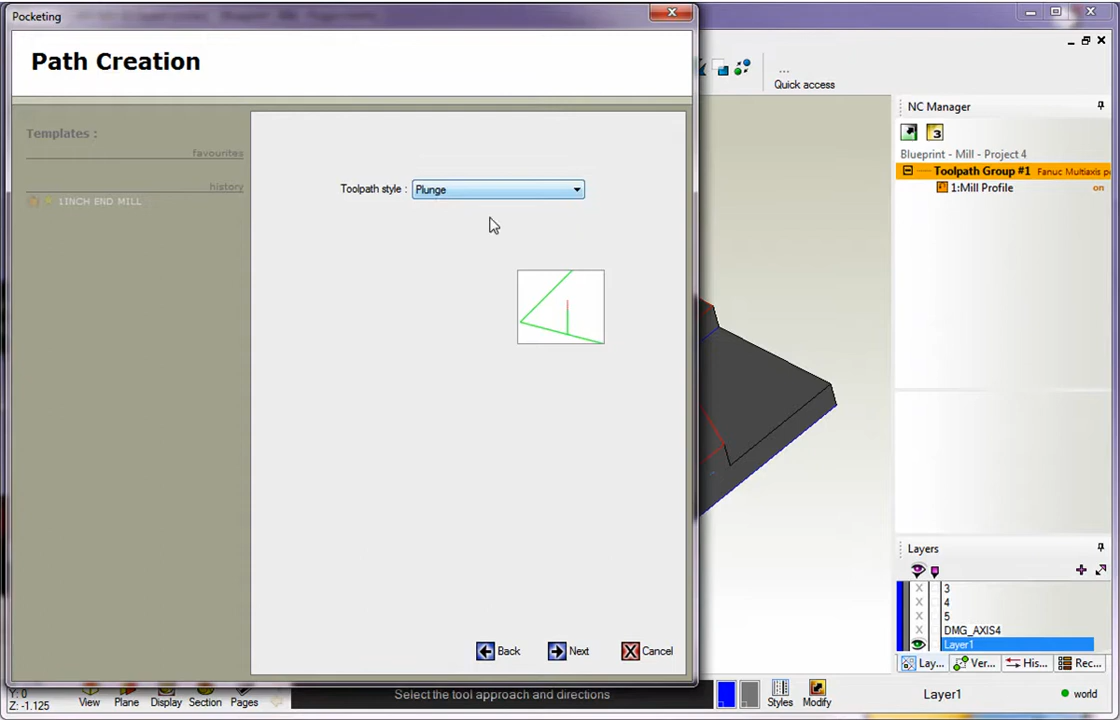 Pocketing
Path Creation
Templates :
favourites
history
1INCH END MILL
Toolpath style :
Plunge
Back
Next
Cancel
...
Quick access
NC Manager
3
Blueprint - Mill - Project 4
Toolpath Group #1
Fanuc Multiaxis p
1:Mill Profile
on
Layers
3
4
5
DMG_AXIS4
Layer1
Lay...
Ver...
His...
Rec...
Y: 0
Z: -1.125
View
Plane
Display
Section
Pages
Select the tool approach and directions
Styles
Modify
Layer1
world